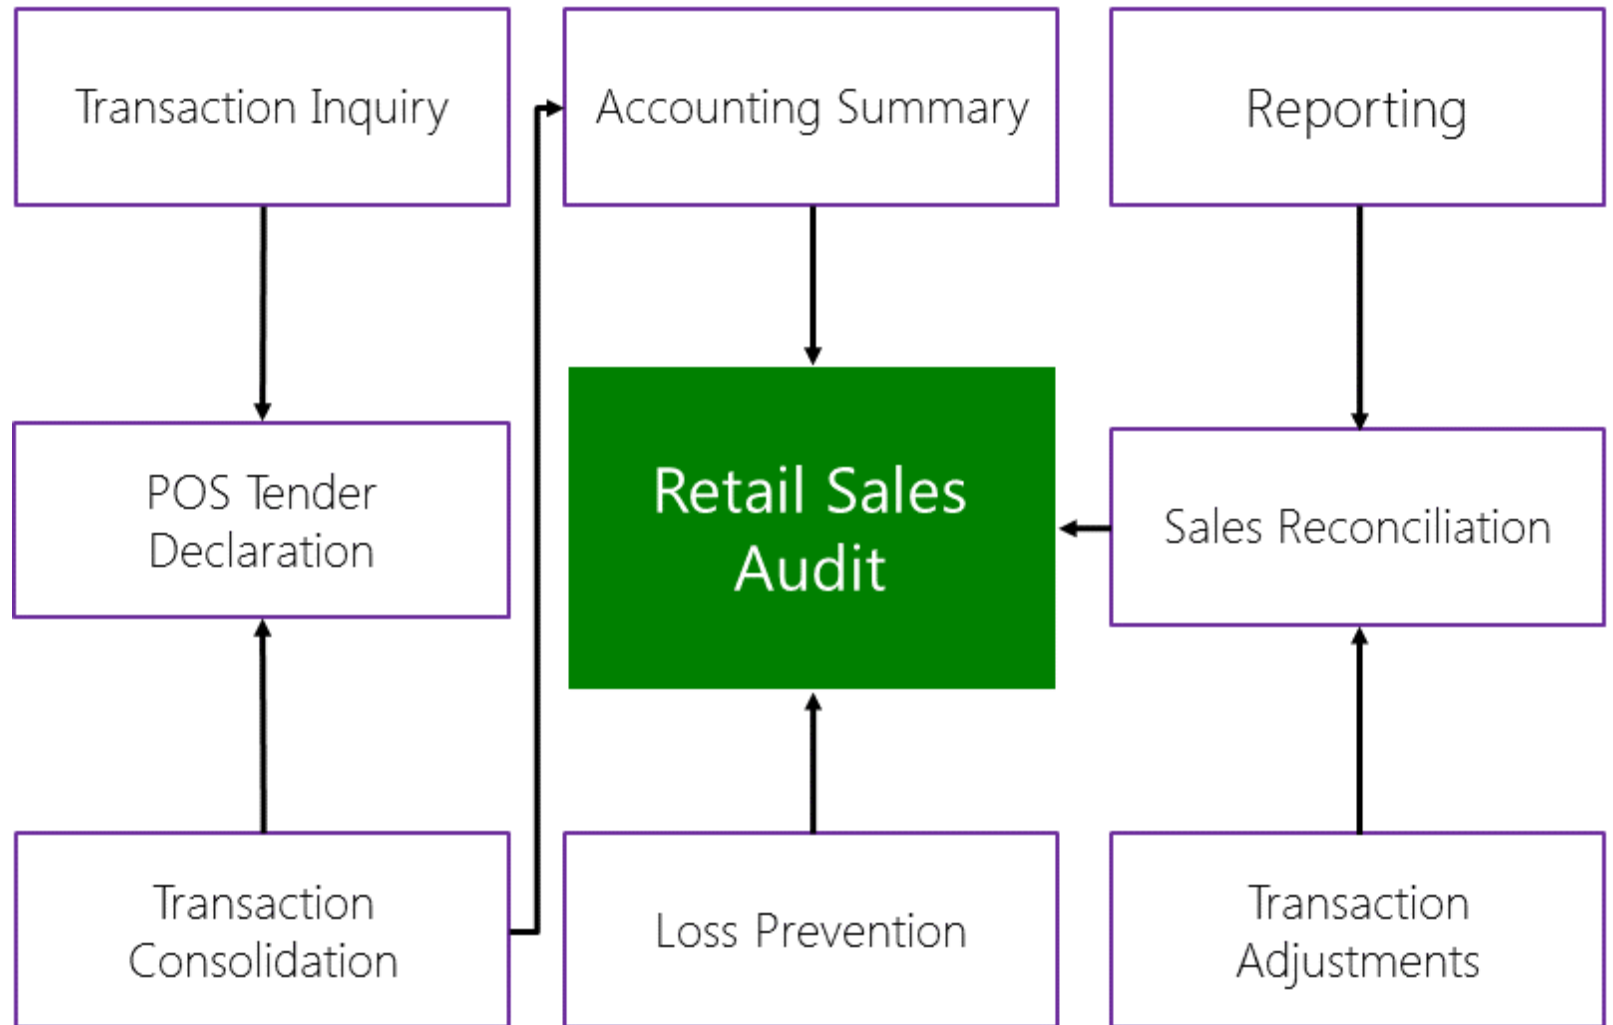 Transaction Inquiry
Accounting Summary
Reporting
POS Tender
Declaration
Retail Sales
Audit
Sales Reconciliation
Transaction
Consolidation
Loss Prevention
Transaction
Adjustments